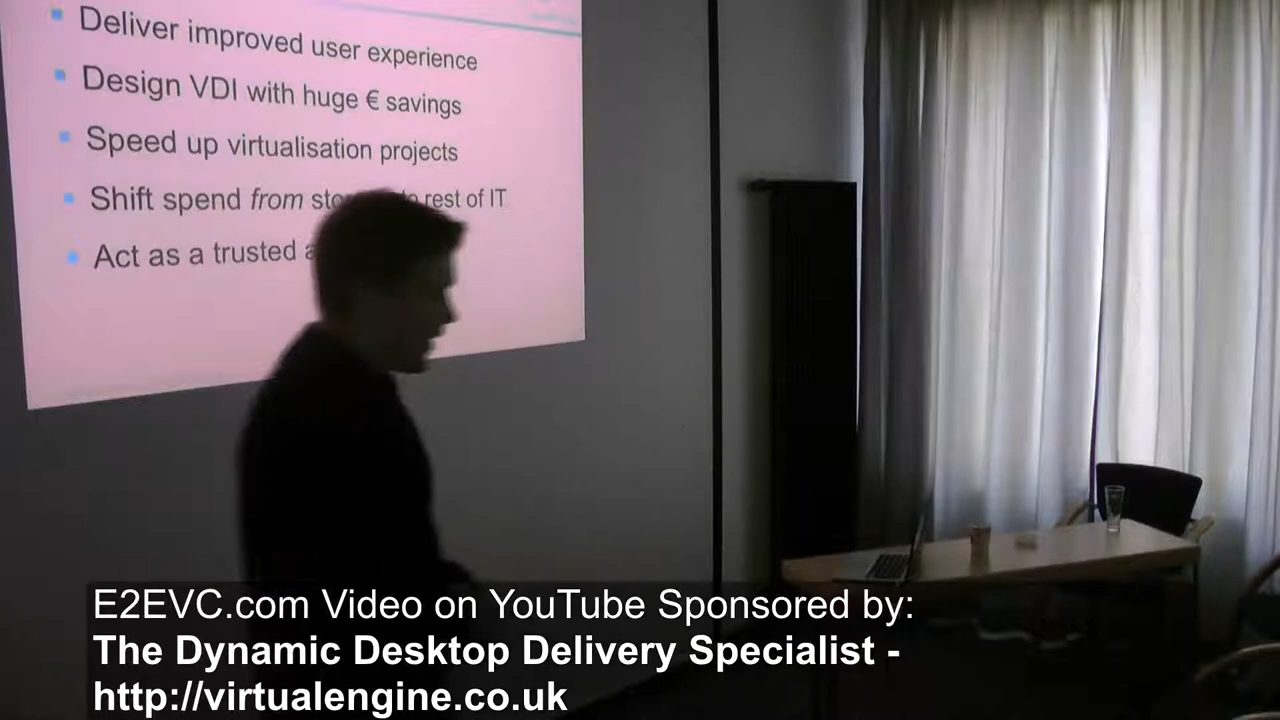 Deliver improved user experience
Design VDI with huge € savings
Speed up virtualisation projects
Shift spend from rest of IT
Act as a trusted
E2EVC.com Video on YouTube Sponsored by:
The Dynamic Desktop Delivery Specialist -
http://virtualengine.co.uk